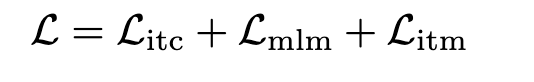 ℒ = ℒ_itc + ℒ_mlm + ℒ_itm